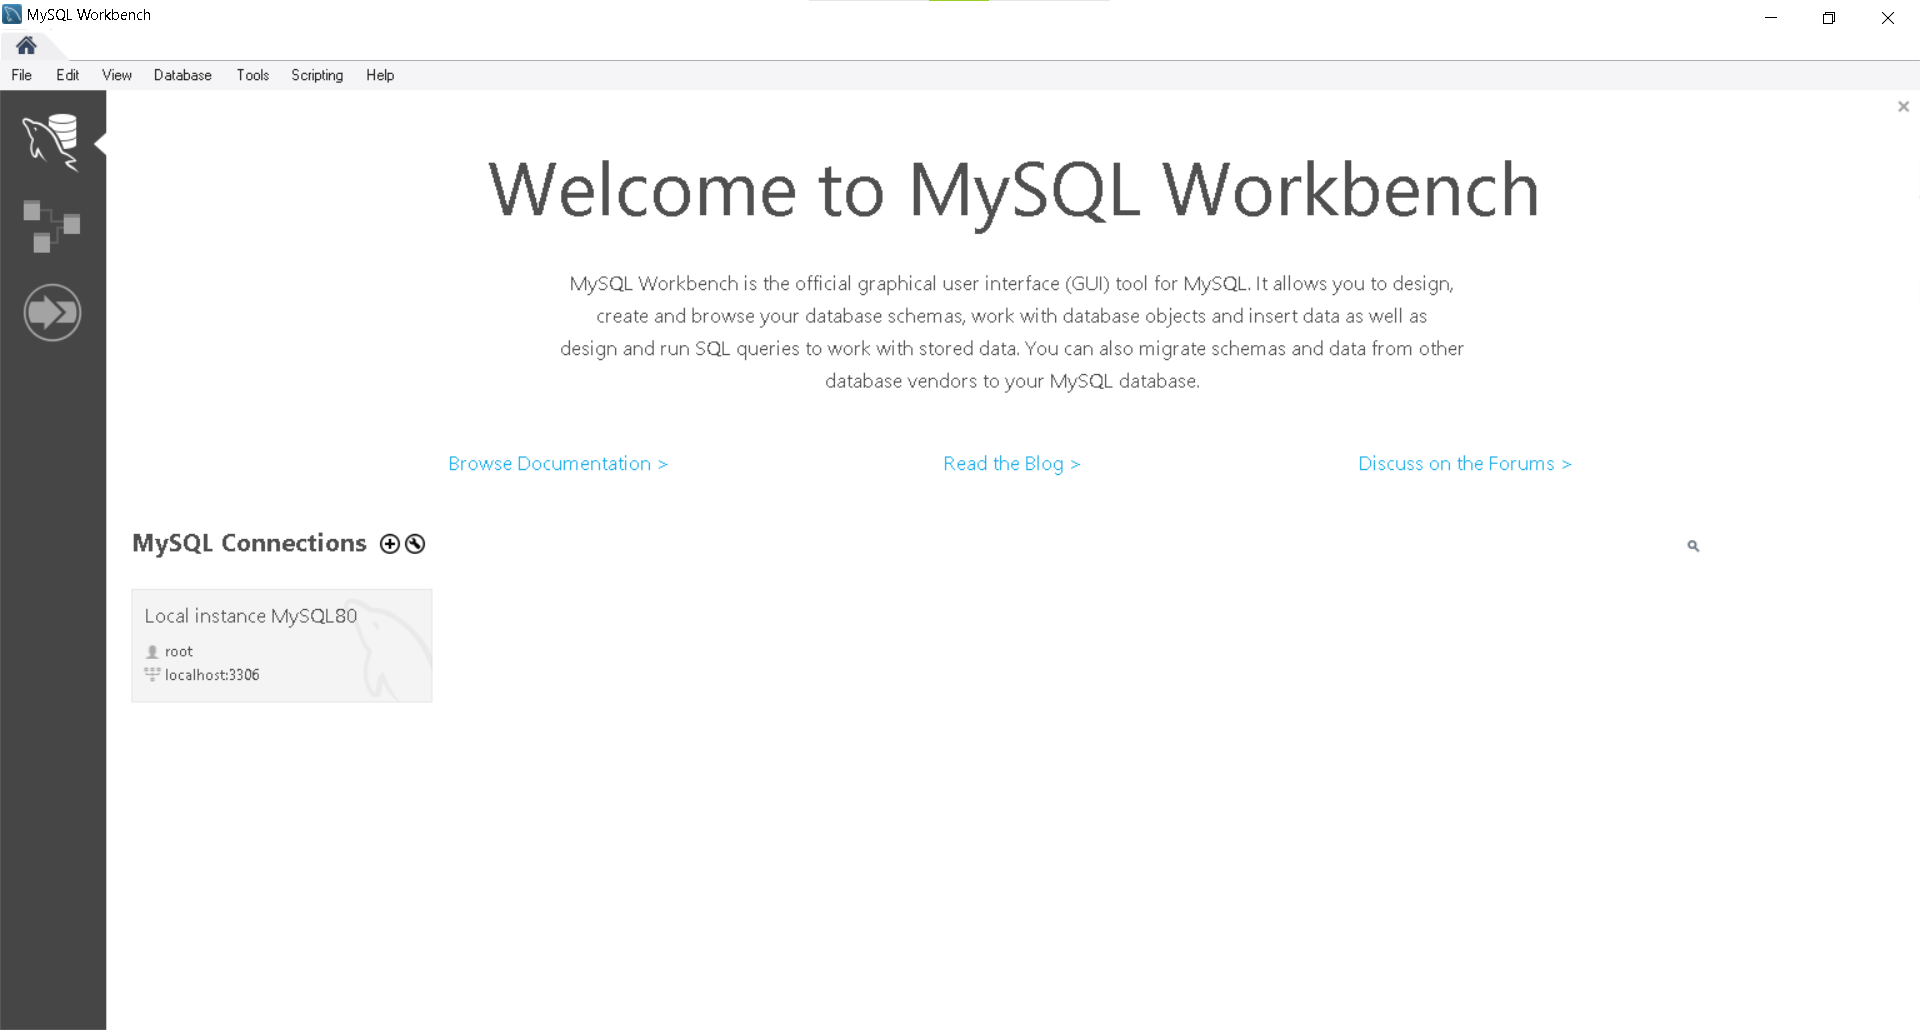 MySQL Workbench
File Edit View Database Tools Scripting Help
Welcome to MySQL Workbench
MySQL Workbench is the official graphical user interface (GUI) tool for MySQL. It allows you to design,
create and browse your database schemas, work with database objects and insert data as well as
design and run SQL queries to work with stored data. You can also migrate schemas and data from other
database vendors to your MySQL database.
Browse Documentation > Read the Blog > Discuss on the Forums >
MySQL Connections
Local instance MySQL80
root
localhost:3306